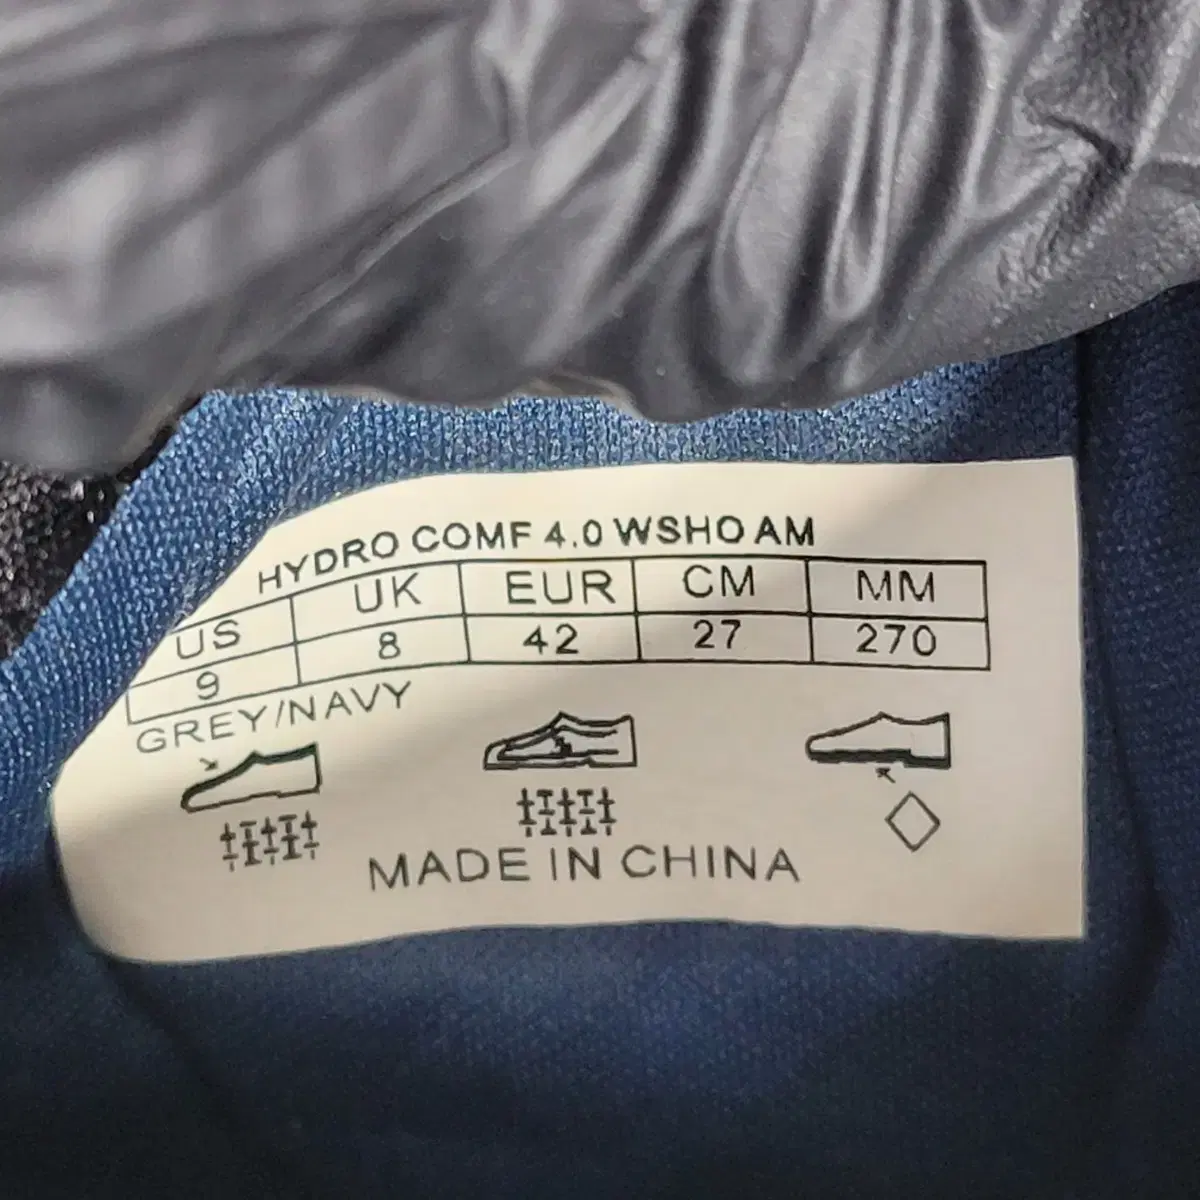 HYDRO COMF 4.0 WSHO AM
US UK EUR CM MM
9 8 42 27 270
GREY/NAVY
MADE IN CHINA